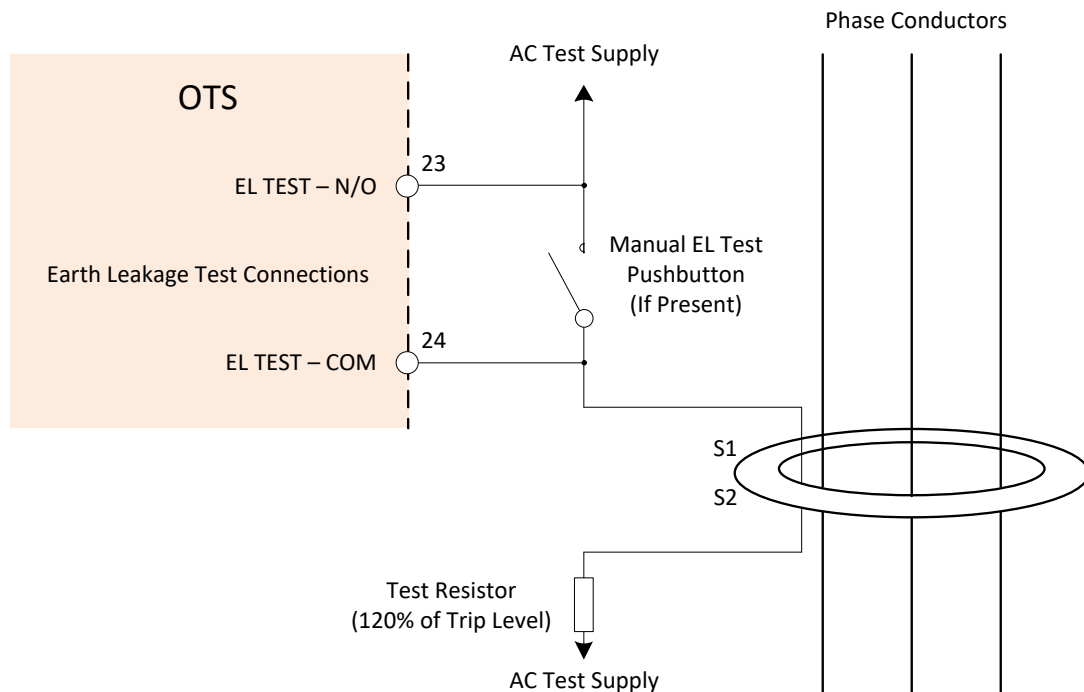 Phase Conductors
AC Test Supply
OTS
23
EL TEST – N/O
Manual EL Test
Pushbutton
(If Present)
Earth Leakage Test Connections
24
EL TEST – COM
S1
S2
Test Resistor
(120% of Trip Level)
AC Test Supply